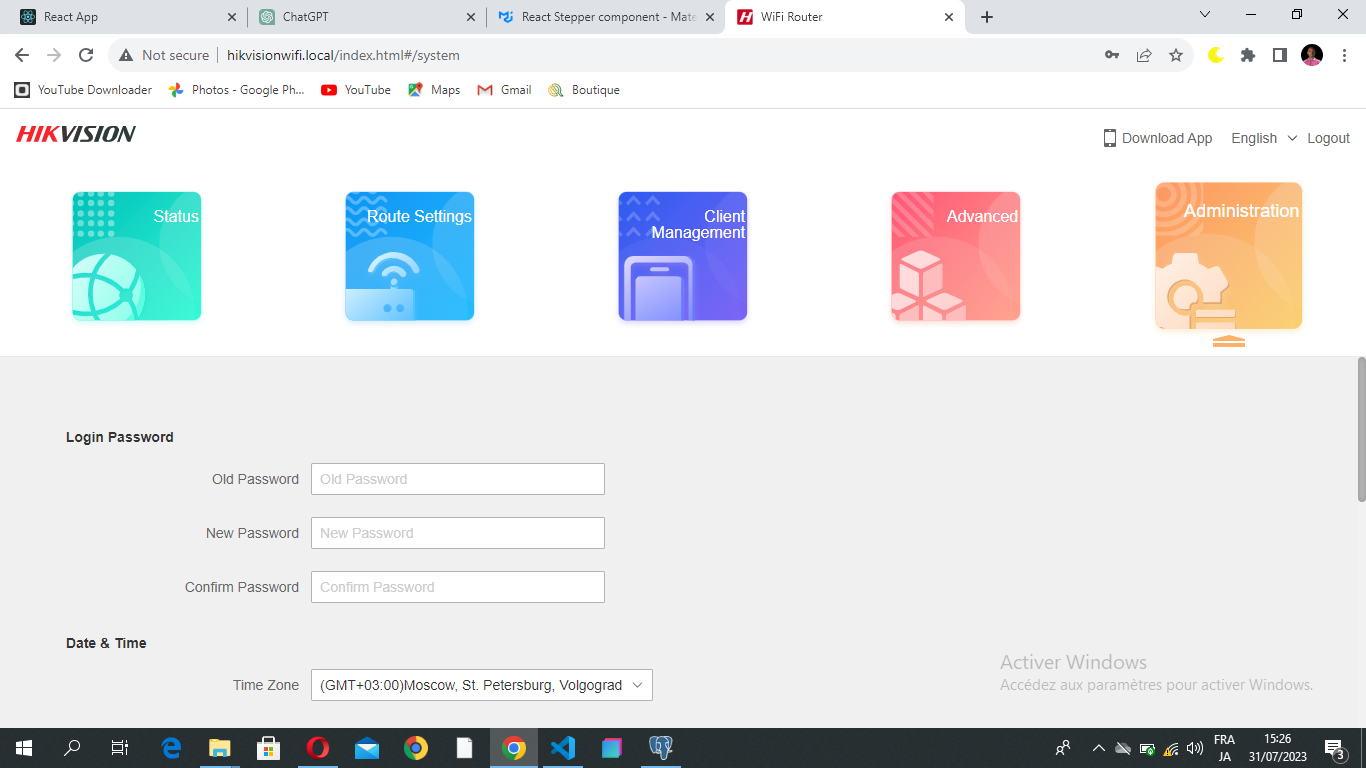 React App
ChatGPT
React Stepper component - Mate
WiFi Router
Not secure
hikvisionwifi.local/index.html#/system
YouTube Downloader
Photos - Google Ph...
YouTube
Maps
Gmail
Boutique
HIKVISION
Download App
English
Logout
Status
Route Settings
Client
Management
Advanced
Administration
Login Password
Old Password
Old Password
New Password
New Password
Confirm Password
Confirm Password
Date & Time
Time Zone
(GMT+03:00)Moscow, St. Petersburg, Volgograd
Activer Windows
Accédez aux paramètres pour activer Windows.
FRA
JA
15:26
31/07/2023
3